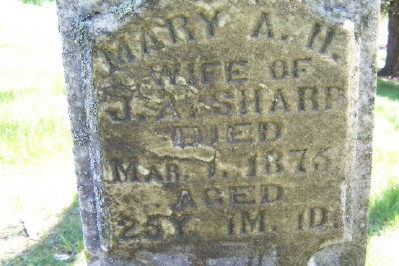 MARY A. H.
WIFE OF
J. A. SHARP
DIED
MAR. 1. 1875.
AGED
25Y. 1M. 1D.